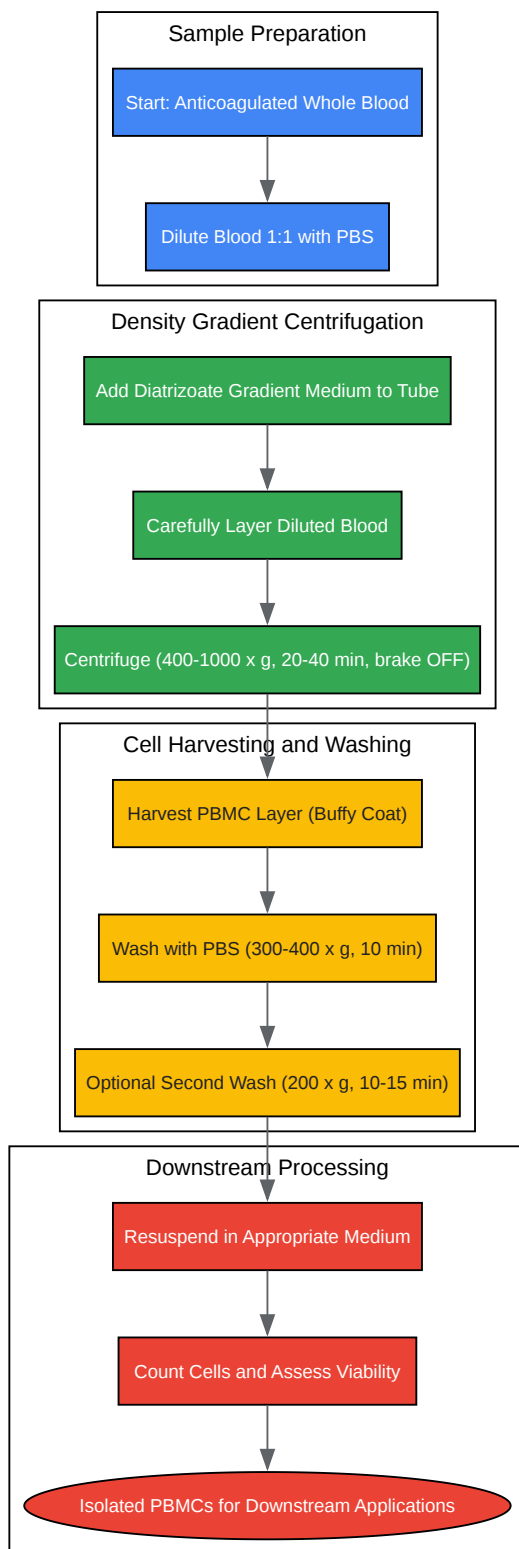 Sample Preparation
Start: Anticoagulated Whole Blood
Dilute Blood 1:1 with PBS
Density Gradient Centrifugation
Add Diatrizoate Gradient Medium to Tube
Carefully Layer Diluted Blood
Centrifuge (400-1000 x g, 20-40 min, brake OFF)
Cell Harvesting and Washing
Harvest PBMC Layer (Buffy Coat)
Wash with PBS (300-400 x g, 10 min)
Optional Second Wash (200 x g, 10-15 min)
Downstream Processing
Resuspend in Appropriate Medium
Count Cells and Assess Viability
Isolated PBMCs for Downstream Applications